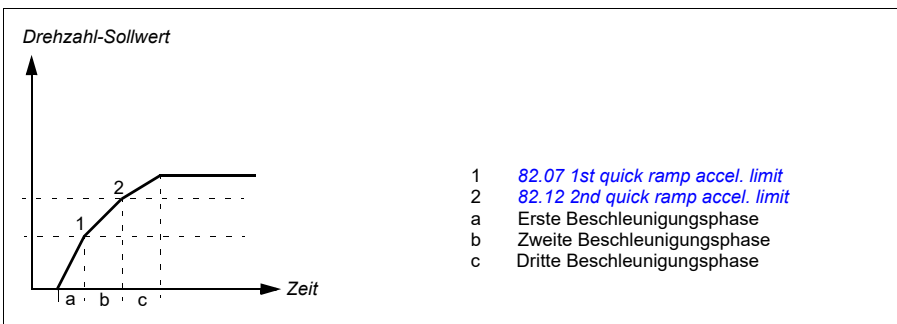 Drehzahl-Sollwert
2
1
a b c
Zeit
1 82.07 1st quick ramp accel. limit
2 82.12 2nd quick ramp accel. limit
a Erste Beschleunigungsphase
b Zweite Beschleunigungsphase
c Dritte Beschleunigungsphase